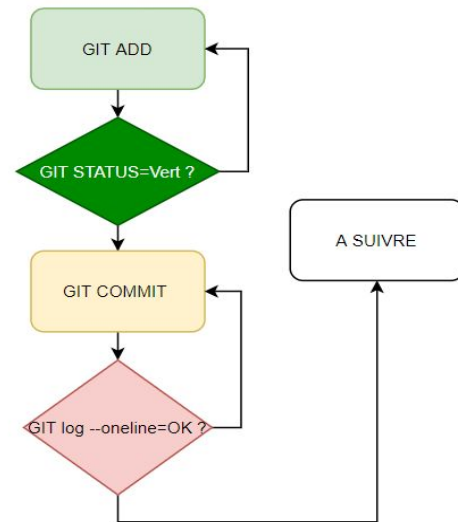 GIT ADD
GIT STATUS=Vert ?
GIT COMMIT
GIT log --oneline=OK ?
A SUIVRE